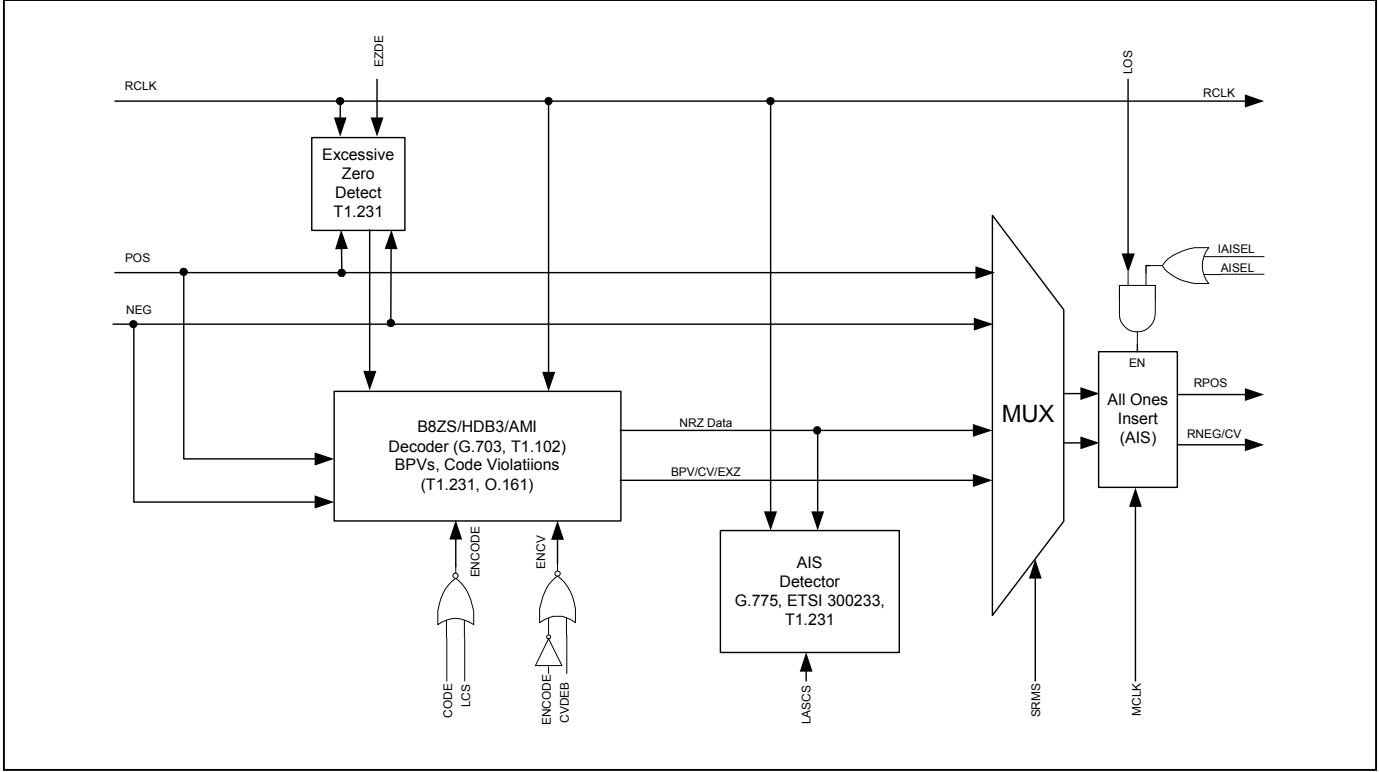 EZDE
LOS
RCLK
RCLK
Excessive
Zero
Detect
T1.231
IAISEL
AISEL
POS
NEG
EN
All Ones
Insert
(AIS)
RPOS
RNEG/CV
MUX
B8ZS/HDB3/AMI
Decoder (G.703, T1.102)
BPVs, Code Violatiions
(T1.231, O.161)
NRZ Data
BPV/CV/EXZ
ENCODE
ENCV
AIS
Detector
G.775, ETSI 300233,
T1.231
CODE
LCS
ENCODE
CVDEB
LASCS
SRMS
MCLK